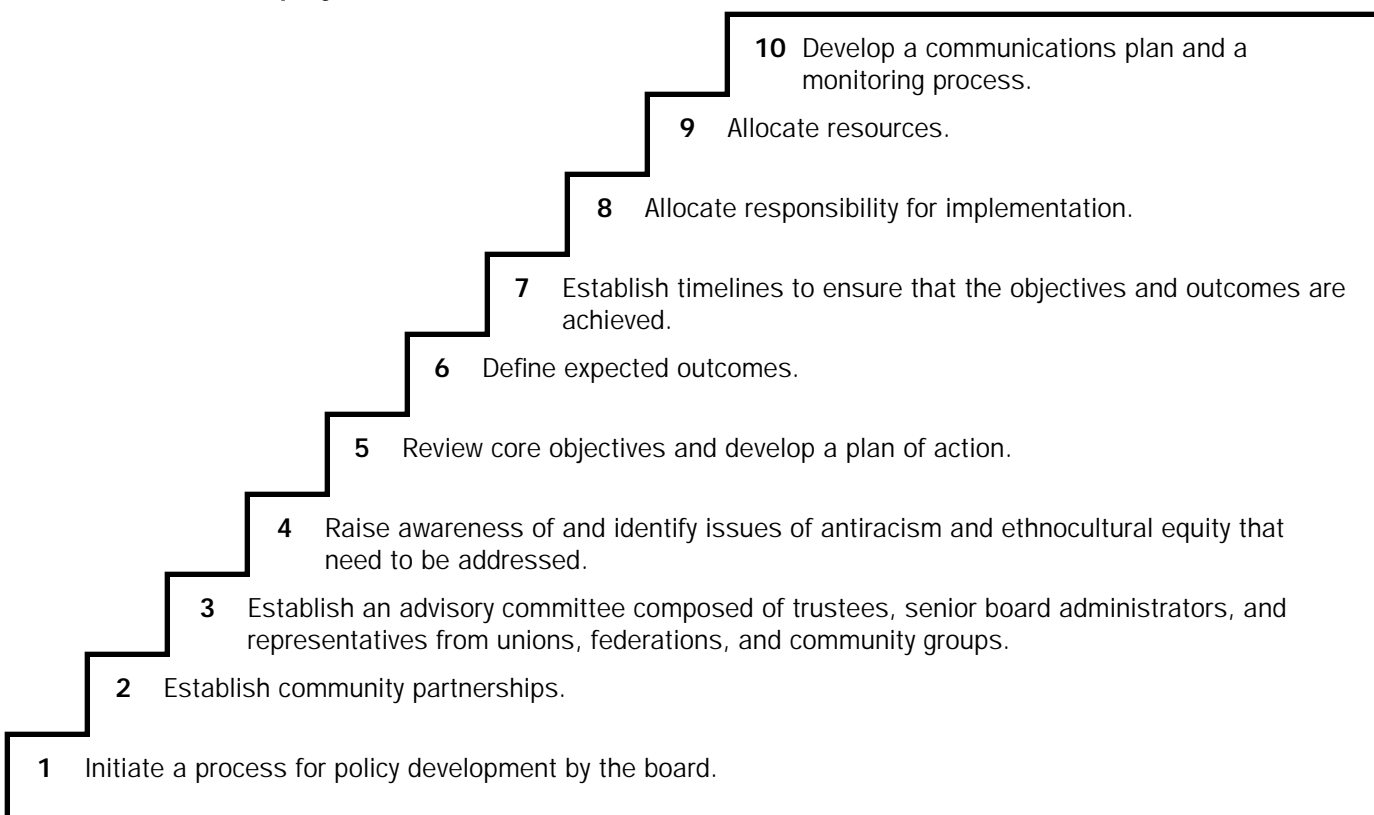 10 Develop a communications plan and a
monitoring process.
9 Allocate resources.
8 Allocate responsibility for implementation.
7 Establish timelines to ensure that the objectives and outcomes are
achieved.
6 Define expected outcomes.
5 Review core objectives and develop a plan of action.
4 Raise awareness of and identify issues of antiracism and ethnocultural equity that
need to be addressed.
3 Establish an advisory committee composed of trustees, senior board administrators, and
representatives from unions, federations, and community groups.
2 Establish community partnerships.
1 Initiate a process for policy development by the board.